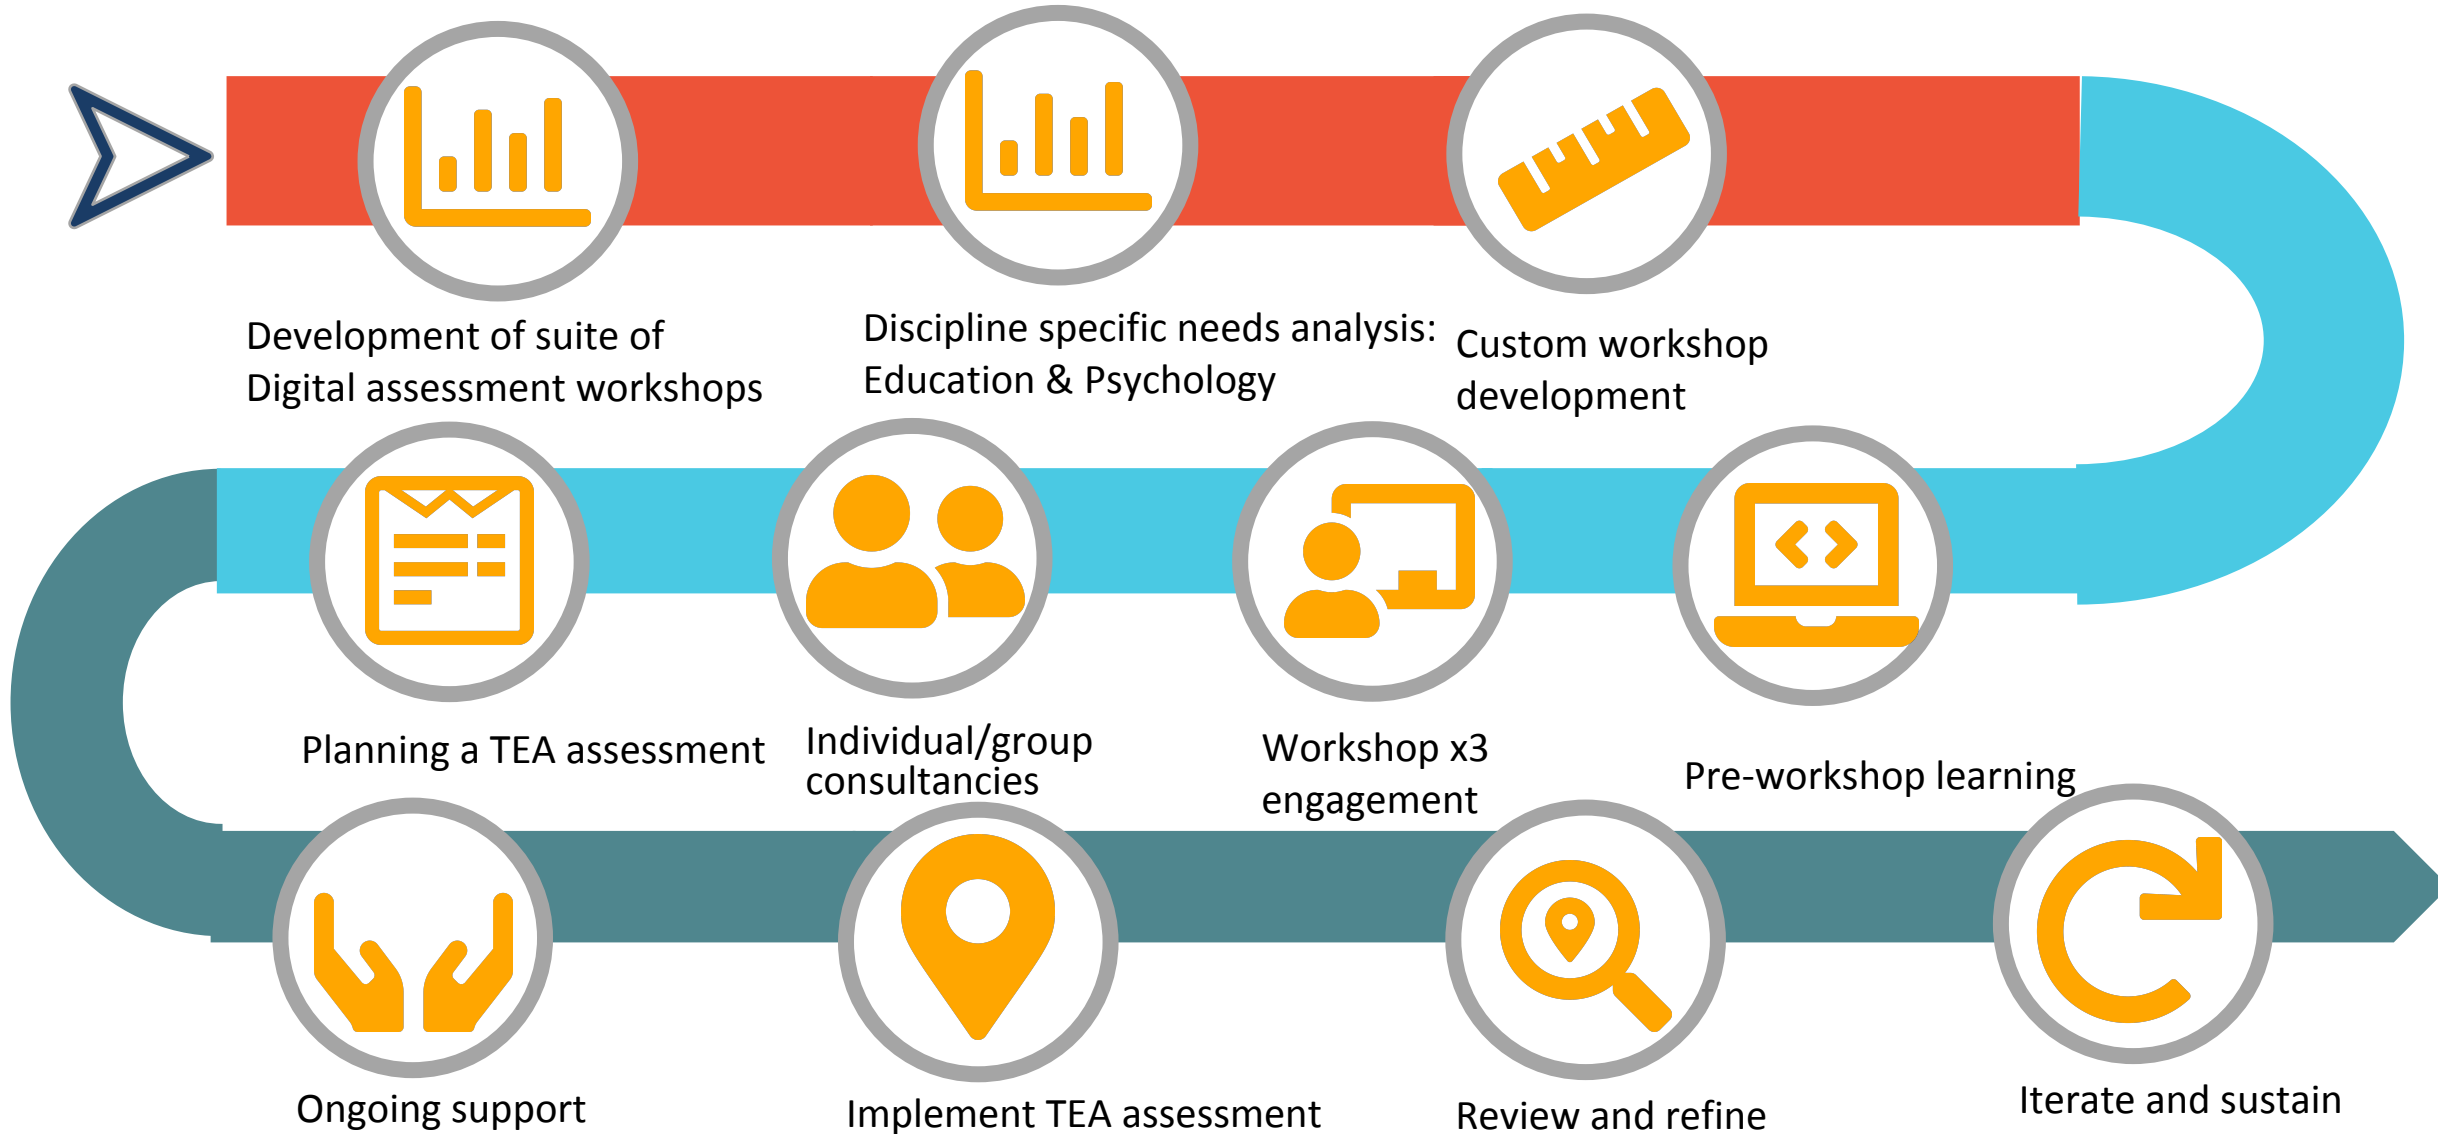 Development of suite of
Digital assessment workshops
Discipline specific needs analysis:
Education & Psychology
Custom workshop
development
Planning a TEA assessment
Individual/group
consultancies
Workshop x3
engagement
Pre-workshop learning
Ongoing support
Implement TEA assessment
Review and refine
Iterate and sustain